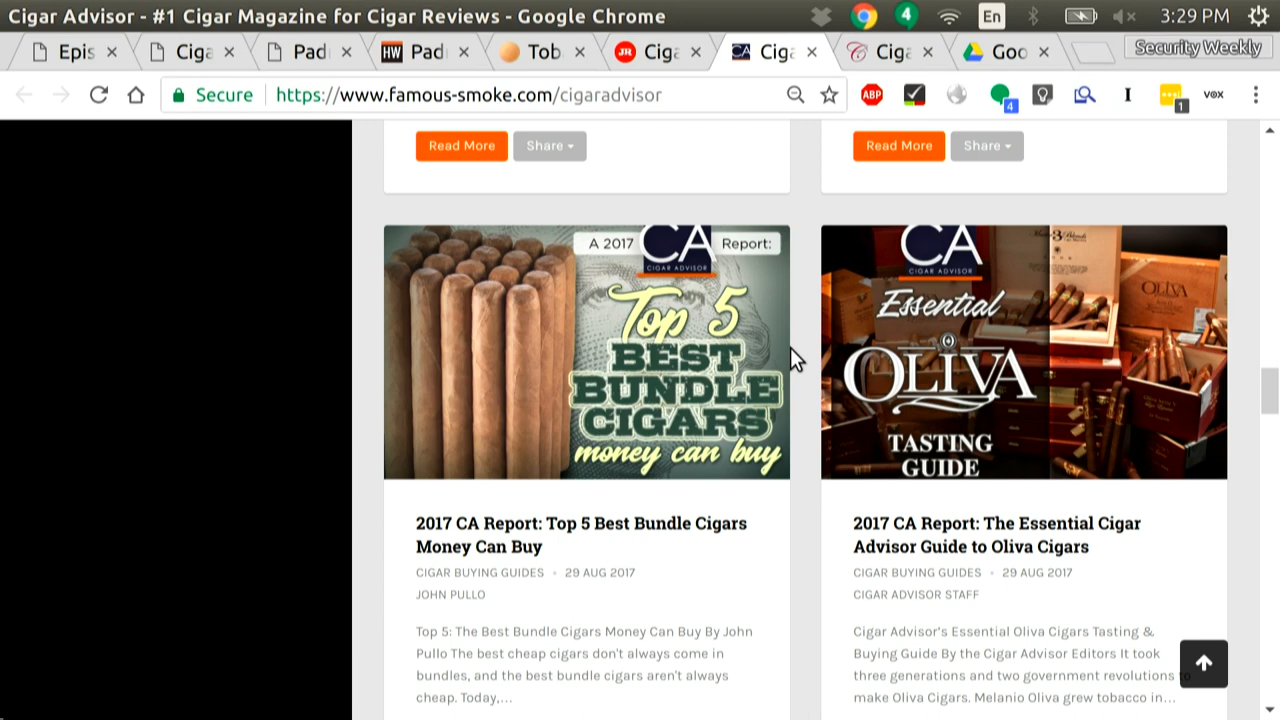 Cigar Advisor - #1 Cigar Magazine for Cigar Reviews - Google Chrome
4
En
3:29 PM
Epis
Ciga
Padr
HW
Padr
Tob
JR
Ciga
CA
Ciga
Ciga
Goo
Security Weekly
Secure
https://www.famous-smoke.com/cigaradvisor
ABP
4
I
1
VOX
Read More
Share
Read More
Share
A 2017
CA
CIGAR ADVISOR
Report:
Top 5
BEST
BUNDLE
CIGARS
money can buy
CA
CIGAR ADVISOR
Essential
OLIVA
TASTING
GUIDE
OLIVA
2017 CA Report: Top 5 Best Bundle Cigars
Money Can Buy
CIGAR BUYING GUIDES • 29 AUG 2017
JOHN PULLO
Top 5: The Best Bundle Cigars Money Can Buy By John
Pullo The best cheap cigars don't always come in
bundles, and the best bundle cigars aren't always
cheap. Today,...
2017 CA Report: The Essential Cigar
Advisor Guide to Oliva Cigars
CIGAR BUYING GUIDES • 29 AUG 2017
CIGAR ADVISOR STAFF
Cigar Advisor's Essential Oliva Cigars Tasting &
Buying Guide By the Cigar Advisor Editors It took
three generations and two government revolutions to
make Oliva Cigars. Melanio Oliva grew tobacco in...